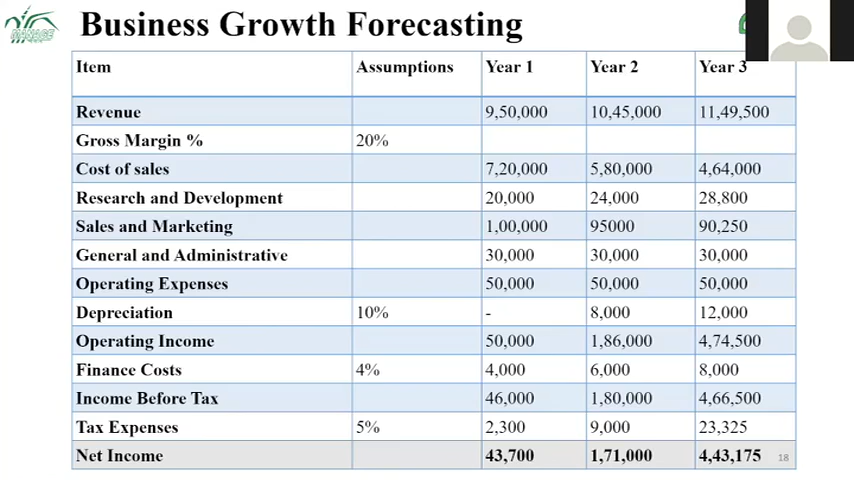 MANAGE
Business Growth Forecasting
Item Assumptions Year 1 Year 2 Year 3
Revenue 9,50,000 10,45,000 11,49,500
Gross Margin % 20%
Cost of sales 7,20,000 5,80,000 4,64,000
Research and Development 20,000 24,000 28,800
Sales and Marketing 1,00,000 95000 90,250
General and Administrative 30,000 30,000 30,000
Operating Expenses 50,000 50,000 50,000
Depreciation 10% - 8,000 12,000
Operating Income 50,000 1,86,000 4,74,500
Finance Costs 4% 4,000 6,000 8,000
Income Before Tax 46,000 1,80,000 4,66,500
Tax Expenses 5% 2,300 9,000 23,325
Net Income 43,700 1,71,000 4,43,175 18